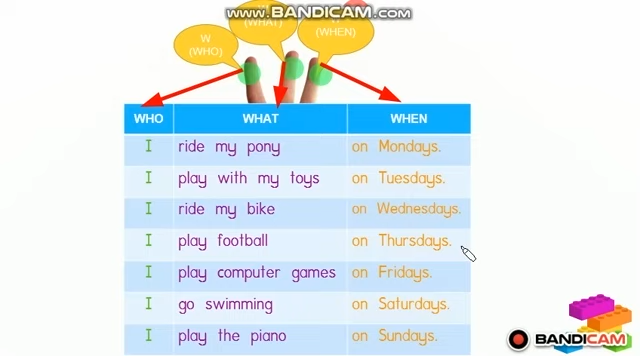 www.BANDICAM.com
W
(WHO)
(WHAT)
(WHEN)
WHO WHAT WHEN
I ride my pony on Mondays.
I play with my toys on Tuesdays.
I ride my bike on Wednesdays.
I play football on Thursdays.
I play computer games on Fridays.
I go swimming on Saturdays.
I play the piano on Sundays.
BANDICAM